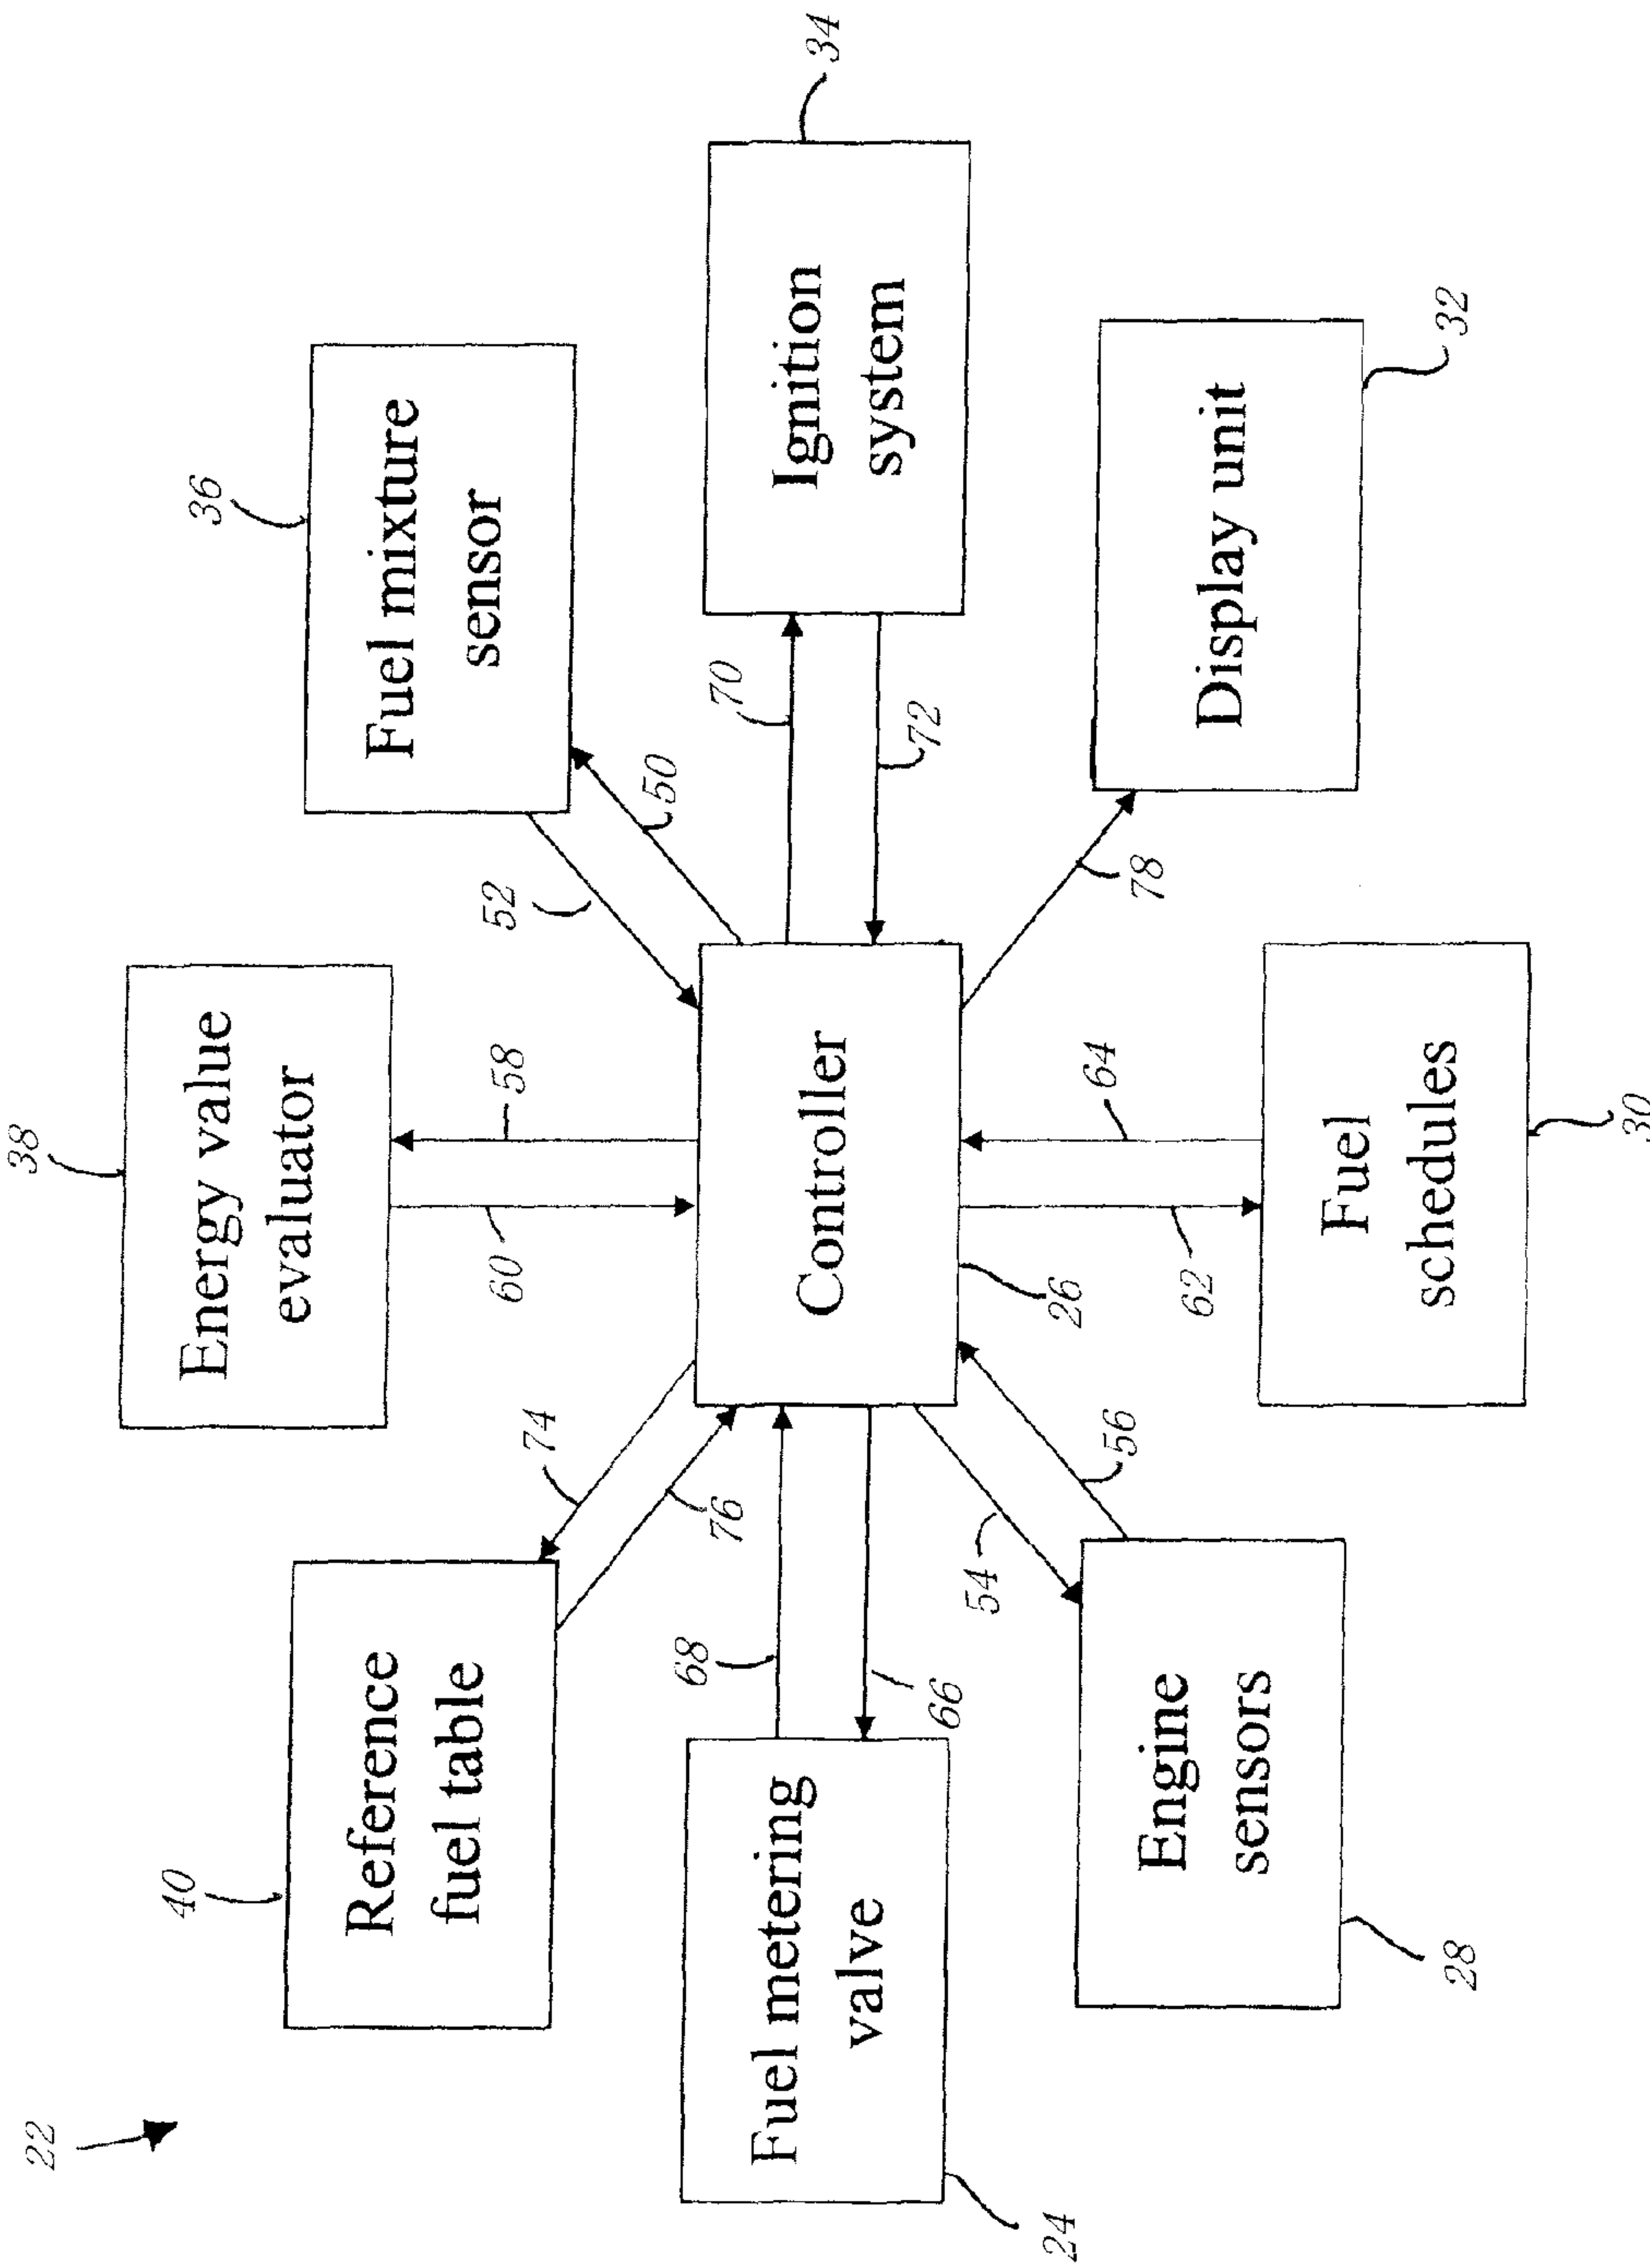 22
38
Energy value
evaluator
40
Reference
fuel table
36
Fuel mixture
sensor
74
76
60
58
52
50
24
Fuel metering
valve
68
66
Controller
26
70
72
Ignition
system
34
54
56
62
64
78
28
Engine
sensors
30
Fuel
schedules
32
Display unit